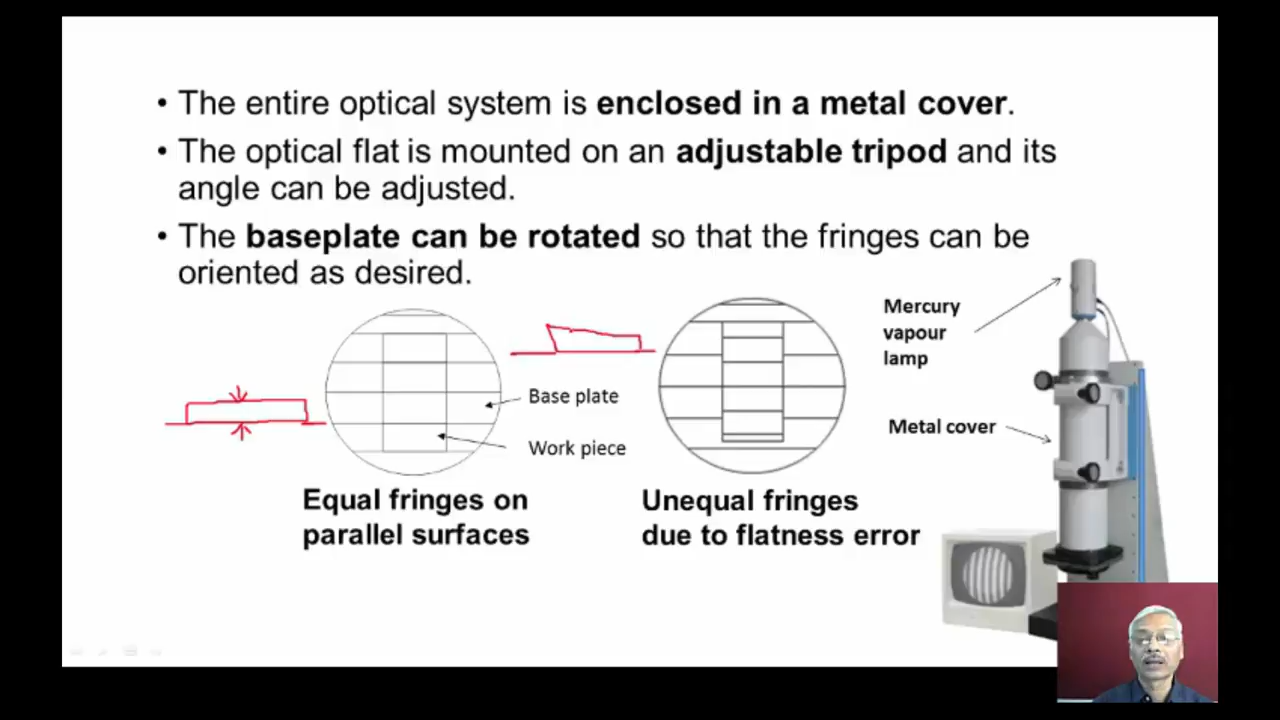 • The entire optical system is enclosed in a metal cover.
• The optical flat is mounted on an adjustable tripod and its
angle can be adjusted.
• The baseplate can be rotated so that the fringes can be
oriented as desired.
Base plate
Work piece
Equal fringes on
parallel surfaces
Unequal fringes
due to flatness error
Mercury
vapour
lamp
Metal cover